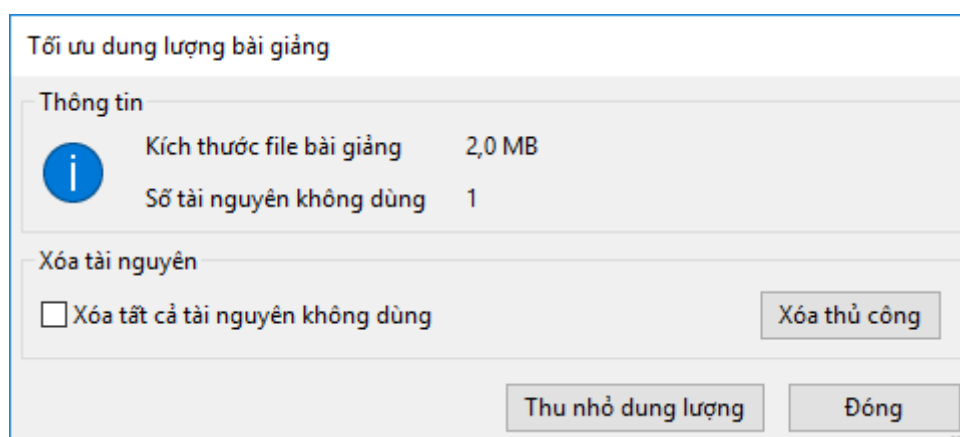 Tối ưu dung lượng bài giảng
Thông tin
i
Kích thước file bài giảng 2,0 MB
Số tài nguyên không dùng 1
Xóa tài nguyên
Xóa tất cả tài nguyên không dùng Xóa thủ công
Thu nhỏ dung lượng Đóng